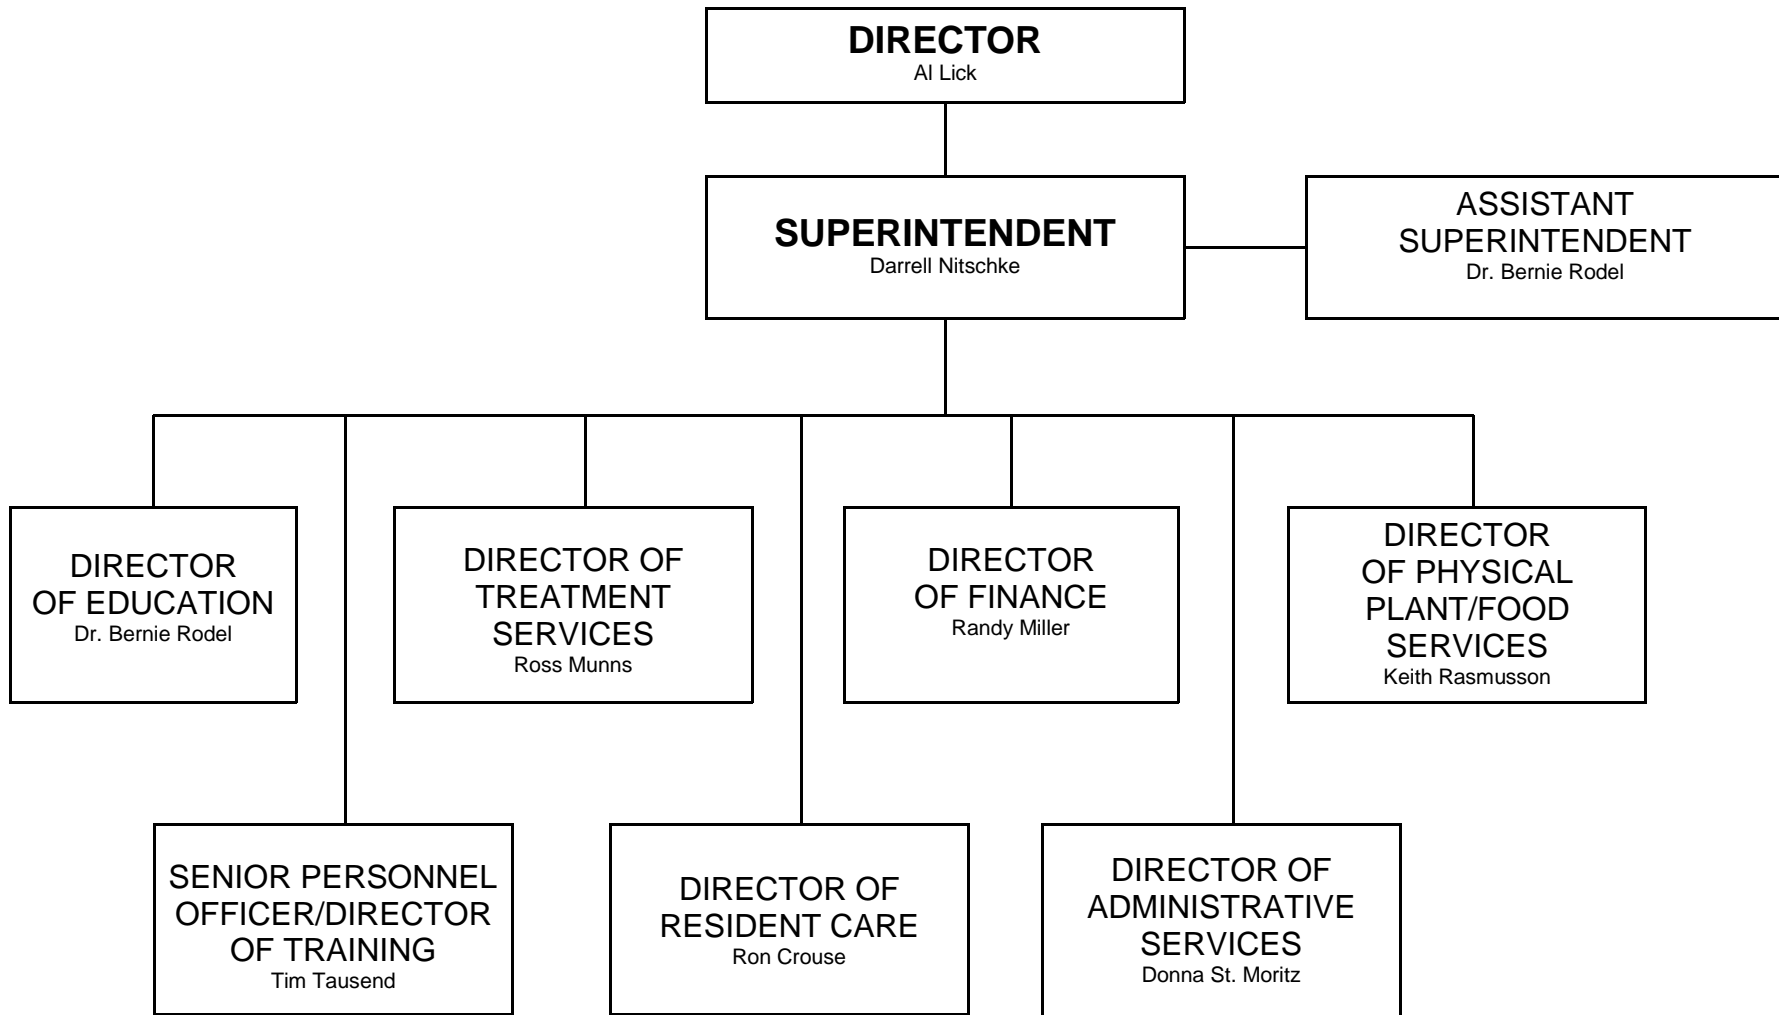 DIRECTOR
Al Lick
SUPERINTENDENT
Darrell Nitschke
ASSISTANT
SUPERINTENDENT
Dr. Bernie Rodel
DIRECTOR
OF EDUCATION
Dr. Bernie Rodel
DIRECTOR OF
TREATMENT
SERVICES
Ross Munns
DIRECTOR
OF FINANCE
Randy Miller
DIRECTOR
OF PHYSICAL
PLANT/FOOD
SERVICES
Keith Rasmusson
SENIOR PERSONNEL
OFFICER/DIRECTOR
OF TRAINING
Tim Tausend
DIRECTOR OF
RESIDENT CARE
Ron Crouse
DIRECTOR OF
ADMINISTRATIVE
SERVICES
Donna St. Moritz